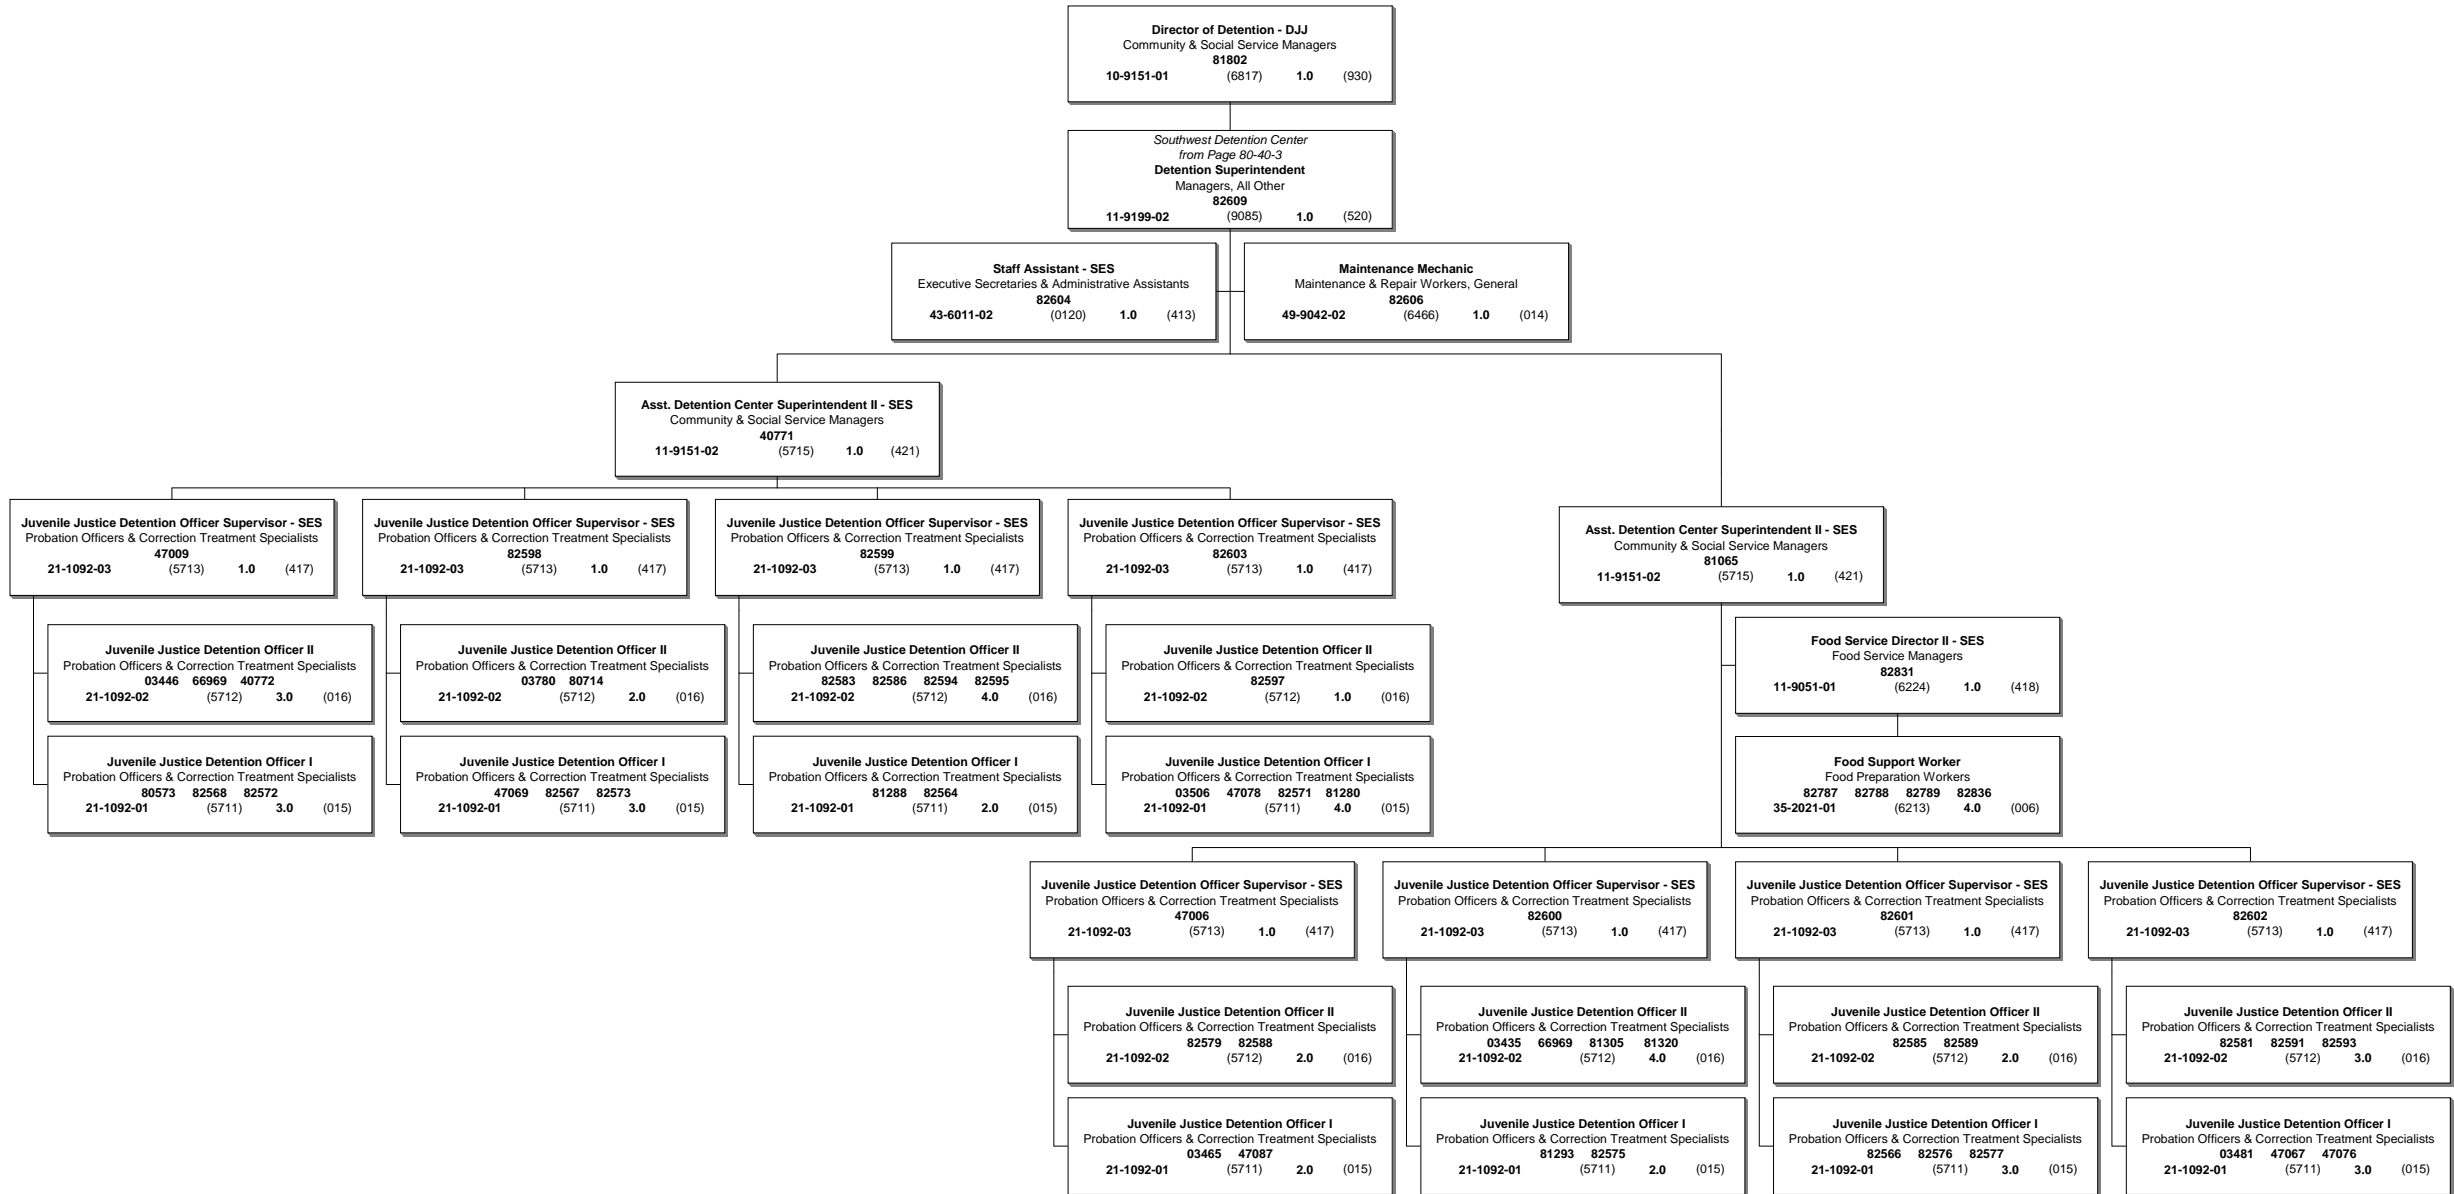 Director of Detention - DJJ
Community & Social Service Managers
81802
10-9151-01 (6817) 1.0 (930)
Southwest Detention Center
from Page 80-40-3
Detention Superintendent
Managers, All Other
82609
11-9199-02 (9085) 1.0 (520)
Staff Assistant - SES
Executive Secretaries & Administrative Assistants
82604
43-6011-02 (0120) 1.0 (413)
Maintenance Mechanic
Maintenance & Repair Workers, General
82606
49-9042-02 (6466) 1.0 (014)
Asst. Detention Center Superintendent II - SES
Community & Social Service Managers
40771
11-9151-02 (5715) 1.0 (421)
Juvenile Justice Detention Officer Supervisor - SES
Probation Officers & Correction Treatment Specialists
47009
21-1092-03 (5713) 1.0 (417)
Juvenile Justice Detention Officer Supervisor - SES
Probation Officers & Correction Treatment Specialists
82598
21-1092-03 (5713) 1.0 (417)
Juvenile Justice Detention Officer Supervisor - SES
Probation Officers & Correction Treatment Specialists
82599
21-1092-03 (5713) 1.0 (417)
Juvenile Justice Detention Officer Supervisor - SES
Probation Officers & Correction Treatment Specialists
82603
21-1092-03 (5713) 1.0 (417)
Asst. Detention Center Superintendent II - SES
Community & Social Service Managers
81065
11-9151-02 (5715) 1.0 (421)
Juvenile Justice Detention Officer II
Probation Officers & Correction Treatment Specialists
03446 66969 40772
21-1092-02 (5712) 3.0 (016)
Juvenile Justice Detention Officer II
Probation Officers & Correction Treatment Specialists
03780 80714
21-1092-02 (5712) 2.0 (016)
Juvenile Justice Detention Officer II
Probation Officers & Correction Treatment Specialists
82583 82586 82594 82595
21-1092-02 (5712) 4.0 (016)
Juvenile Justice Detention Officer II
Probation Officers & Correction Treatment Specialists
82597
21-1092-02 (5712) 1.0 (016)
Food Service Director II - SES
Food Service Managers
82831
11-9051-01 (6224) 1.0 (418)
Juvenile Justice Detention Officer I
Probation Officers & Correction Treatment Specialists
80573 82568 82572
21-1092-01 (5711) 3.0 (015)
Juvenile Justice Detention Officer I
Probation Officers & Correction Treatment Specialists
47069 82567 82573
21-1092-01 (5711) 3.0 (015)
Juvenile Justice Detention Officer I
Probation Officers & Correction Treatment Specialists
81288 82564
21-1092-01 (5711) 2.0 (015)
Juvenile Justice Detention Officer I
Probation Officers & Correction Treatment Specialists
03506 47078 82571 81280
21-1092-01 (5711) 4.0 (015)
Food Support Worker
Food Preparation Workers
82787 82788 82789 82836
35-2021-01 (6213) 4.0 (006)
Juvenile Justice Detention Officer Supervisor - SES
Probation Officers & Correction Treatment Specialists
47006
21-1092-03 (5713) 1.0 (417)
Juvenile Justice Detention Officer Supervisor - SES
Probation Officers & Correction Treatment Specialists
82600
21-1092-03 (5713) 1.0 (417)
Juvenile Justice Detention Officer Supervisor - SES
Probation Officers & Correction Treatment Specialists
82601
21-1092-03 (5713) 1.0 (417)
Juvenile Justice Detention Officer Supervisor - SES
Probation Officers & Correction Treatment Specialists
82602
21-1092-03 (5713) 1.0 (417)
Juvenile Justice Detention Officer II
Probation Officers & Correction Treatment Specialists
82579 82588
21-1092-02 (5712) 2.0 (016)
Juvenile Justice Detention Officer II
Probation Officers & Correction Treatment Specialists
03435 66969 81305 81320
21-1092-02 (5712) 4.0 (016)
Juvenile Justice Detention Officer II
Probation Officers & Correction Treatment Specialists
82585 82589
21-1092-02 (5712) 2.0 (016)
Juvenile Justice Detention Officer II
Probation Officers & Correction Treatment Specialists
82581 82591 82593
21-1092-02 (5712) 3.0 (016)
Juvenile Justice Detention Officer I
Probation Officers & Correction Treatment Specialists
03465 47087
21-1092-01 (5711) 2.0 (015)
Juvenile Justice Detention Officer I
Probation Officers & Correction Treatment Specialists
81293 82575
21-1092-01 (5711) 2.0 (015)
Juvenile Justice Detention Officer I
Probation Officers & Correction Treatment Specialists
82566 82576 82577
21-1092-01 (5711) 3.0 (015)
Juvenile Justice Detention Officer I
Probation Officers & Correction Treatment Specialists
03481 47067 47076
21-1092-01 (5711) 3.0 (015)